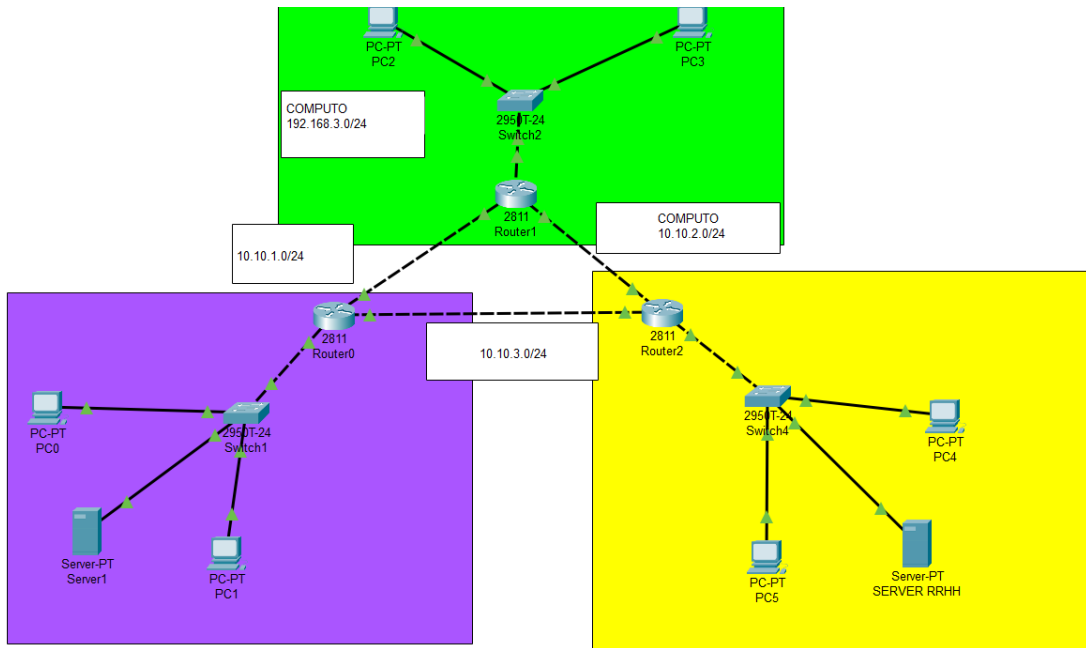 PC-PT
PC2
PC-PT
PC3
COMPUTO
192.168.3.0/24
2950T-24
Switch2
2811
Router1
COMPUTO
10.10.2.0/24
10.10.1.0/24
2811
Router0
2811
Router2
10.10.3.0/24
PC-PT
PC0
2950T-24
Switch1
2950T-24
Switch4
PC-PT
PC4
Server-PT
Server1
PC-PT
PC1
PC-PT
PC5
Server-PT
SERVER RRHH